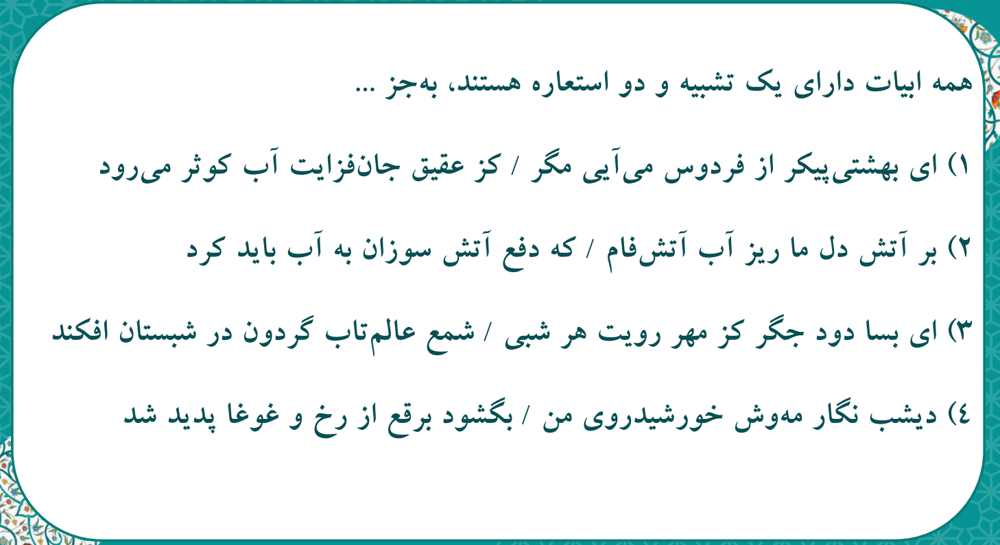 همه ابیات دارای یک تشبیه و دو استعاره هستند، به‌جز ...
۱) ای بهشتی‌پیکر از فردوس می‌آیی مگر / کز عقیق جان‌فزایت آب کوثر می‌رود
۲) بر آتش دل ما ریز آب آتش‌فام / که دفع آتش سوزان به آب باید کرد
۳) ای بسا دود جگر کز مهر رویت هر شبی / شمع عالم‌تاب گردون در شبستان افکند
٤) دیشب نگار مه‌وش خورشیدروی من / بگشود برقع از رخ و غوغا پدید شد